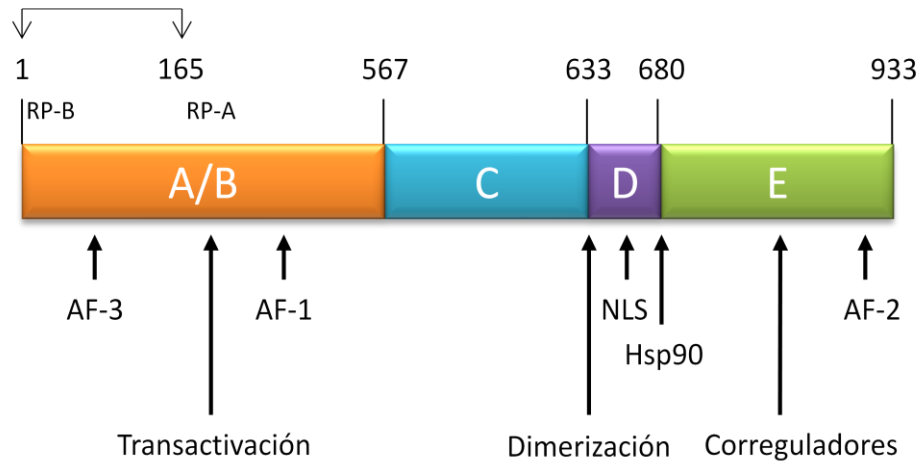 1 165 567 633 680 933
RP-B RP-A
A/B C D E
AF-3 AF-1 NLS AF-2
Hsp90
Transactivación Dimerización Correguladores